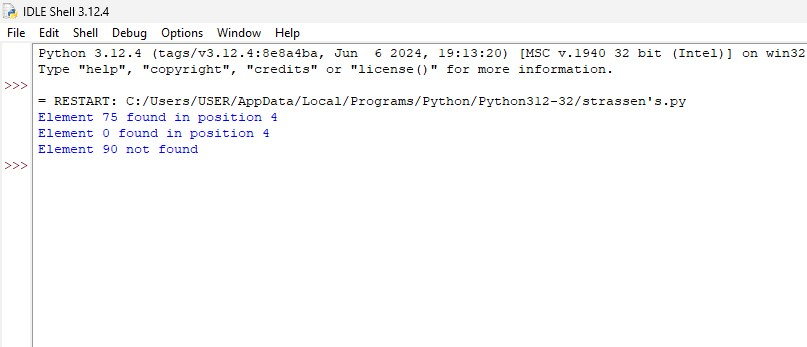 IDLE Shell 3.12.4
File Edit Shell Debug Options Window Help
Python 3.12.4 (tags/v3.12.4:8e8a4ba, Jun  6 2024, 19:13:20) [MSC v.1940 32 bit (Intel)] on win32
Type "help", "copyright", "credits" or "license()" for more information.
>>>
= RESTART: C:/Users/USER/AppData/Local/Programs/Python/Python312-32/strassen's.py
Element 75 found in position 4
Element 0 found in position 4
Element 90 not found
>>>